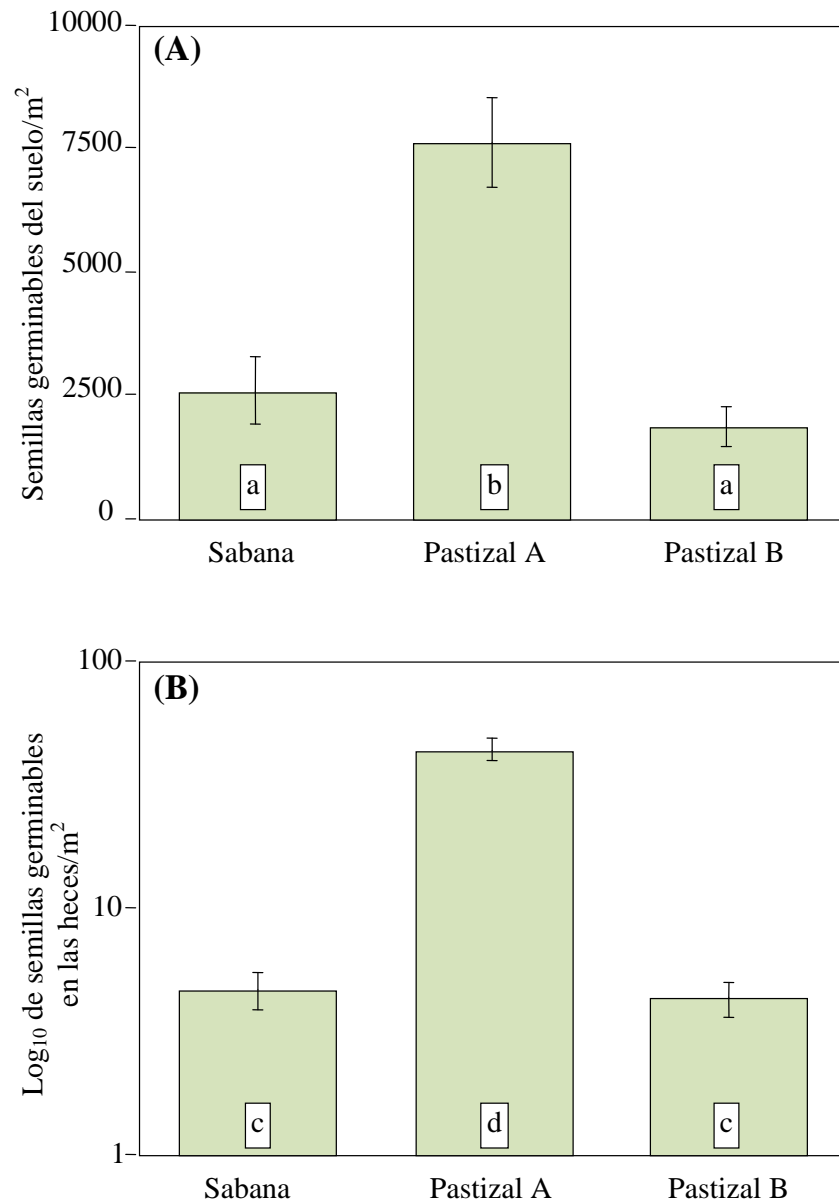 10000
(A)
7500
5000
2500
0
Semillas germinables del suelo/m²
a
b
a
Sabana
Pastizal A
Pastizal B
100
(B)
10
1
Log₁₀ de semillas germinables
en las heces/m²
c
d
c
Sabana
Pastizal A
Pastizal B